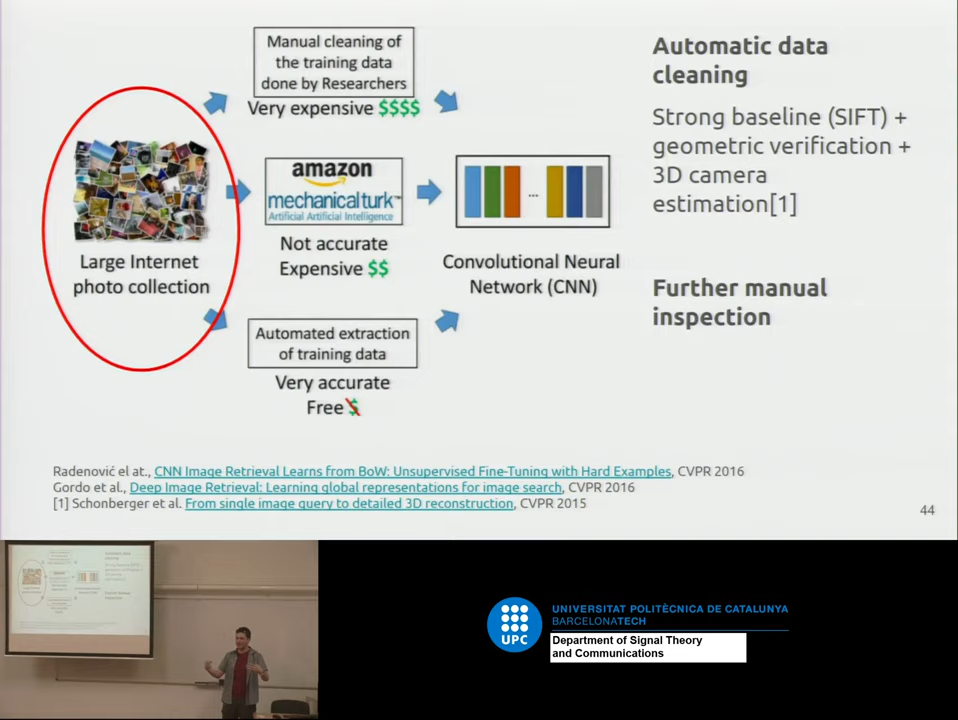 Manual cleaning of
the training data
done by Researchers
Very expensive $$$$
amazon
mechanicalturk™
Artificial Artificial Intelligence
Not accurate
Expensive $$
Large Internet
photo collection
...
Convolutional Neural
Network (CNN)
Automated extraction
of training data
Very accurate
Free $
Automatic data
cleaning
Strong baseline (SIFT) +
geometric verification +
3D camera
estimation[1]
Further manual
inspection
Radenović el at., CNN Image Retrieval Learns from BoW: Unsupervised Fine-Tuning with Hard Examples, CVPR 2016
Gordo et al., Deep Image Retrieval: Learning global representations for image search, CVPR 2016
[1] Schonberger et al. From single image query to detailed 3D reconstruction, CVPR 2015
44
UPC
UNIVERSITAT POLITÈCNICA DE CATALUNYA
BARCELONATECH
Department of Signal Theory
and Communications